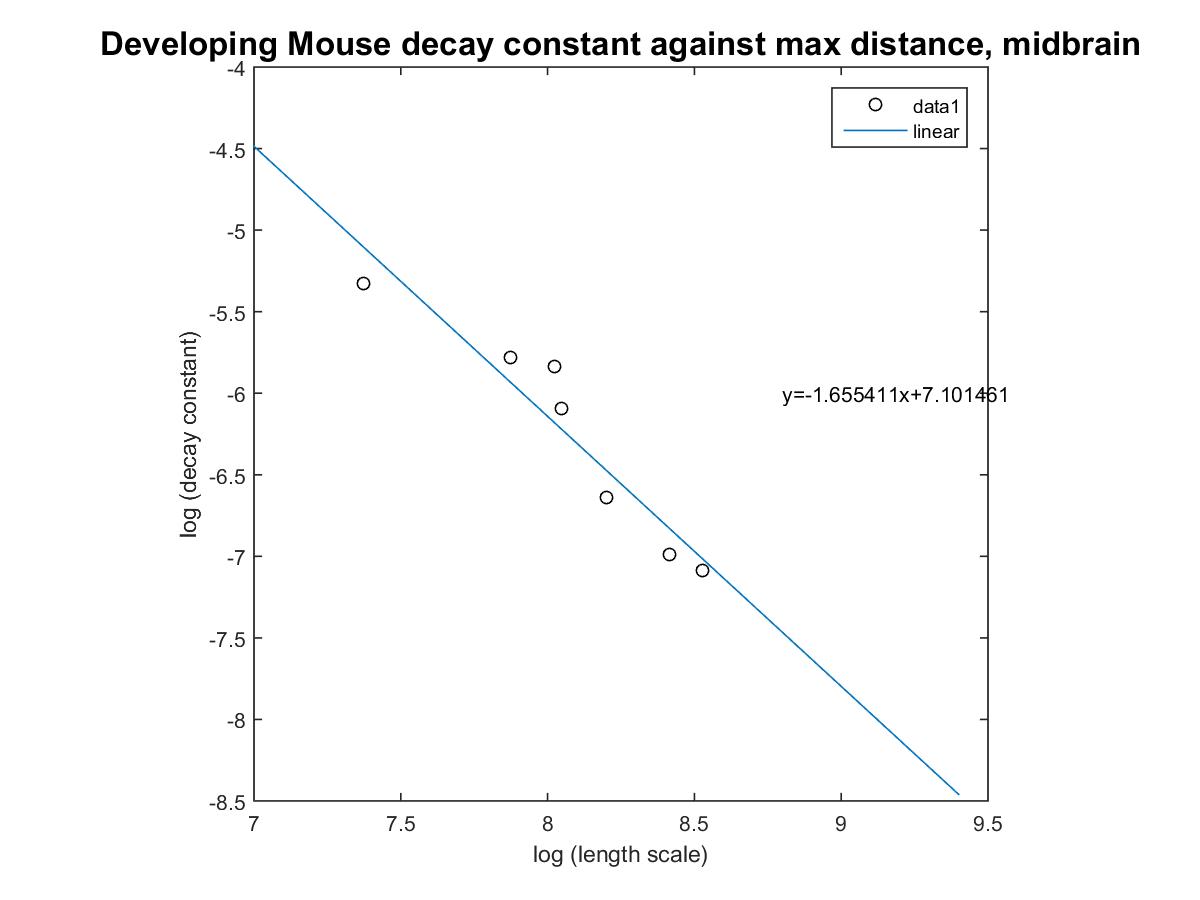 Developing Mouse decay constant against max distance, midbrain
-4
-4.5
-5
-5.5
-6
-6.5
-7
-7.5
-8
-8.5
log (decay constant)
data1
linear
y=-1.655411x+7.101461
7 7.5 8 8.5 9 9.5
log (length scale)